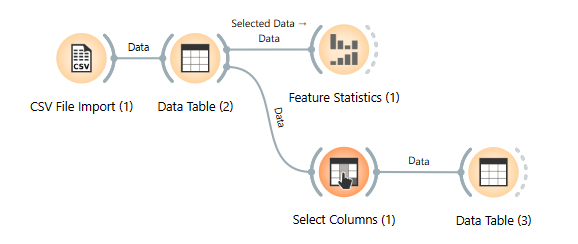 Selected Data →
Data
Data
CSV
CSV File Import (1)
Data Table (2)
Feature Statistics (1)
Data
Data
Select Columns (1)
Data Table (3)